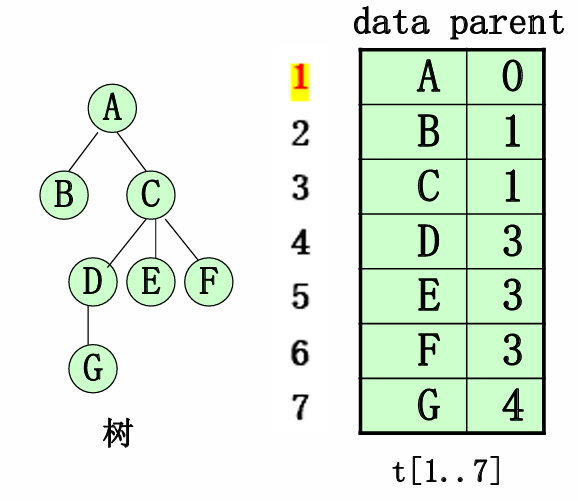 data parent
A
B C
D E F
G
树
1 A 0
2 B 1
3 C 1
4 D 3
5 E 3
6 F 3
7 G 4
t[1..7]